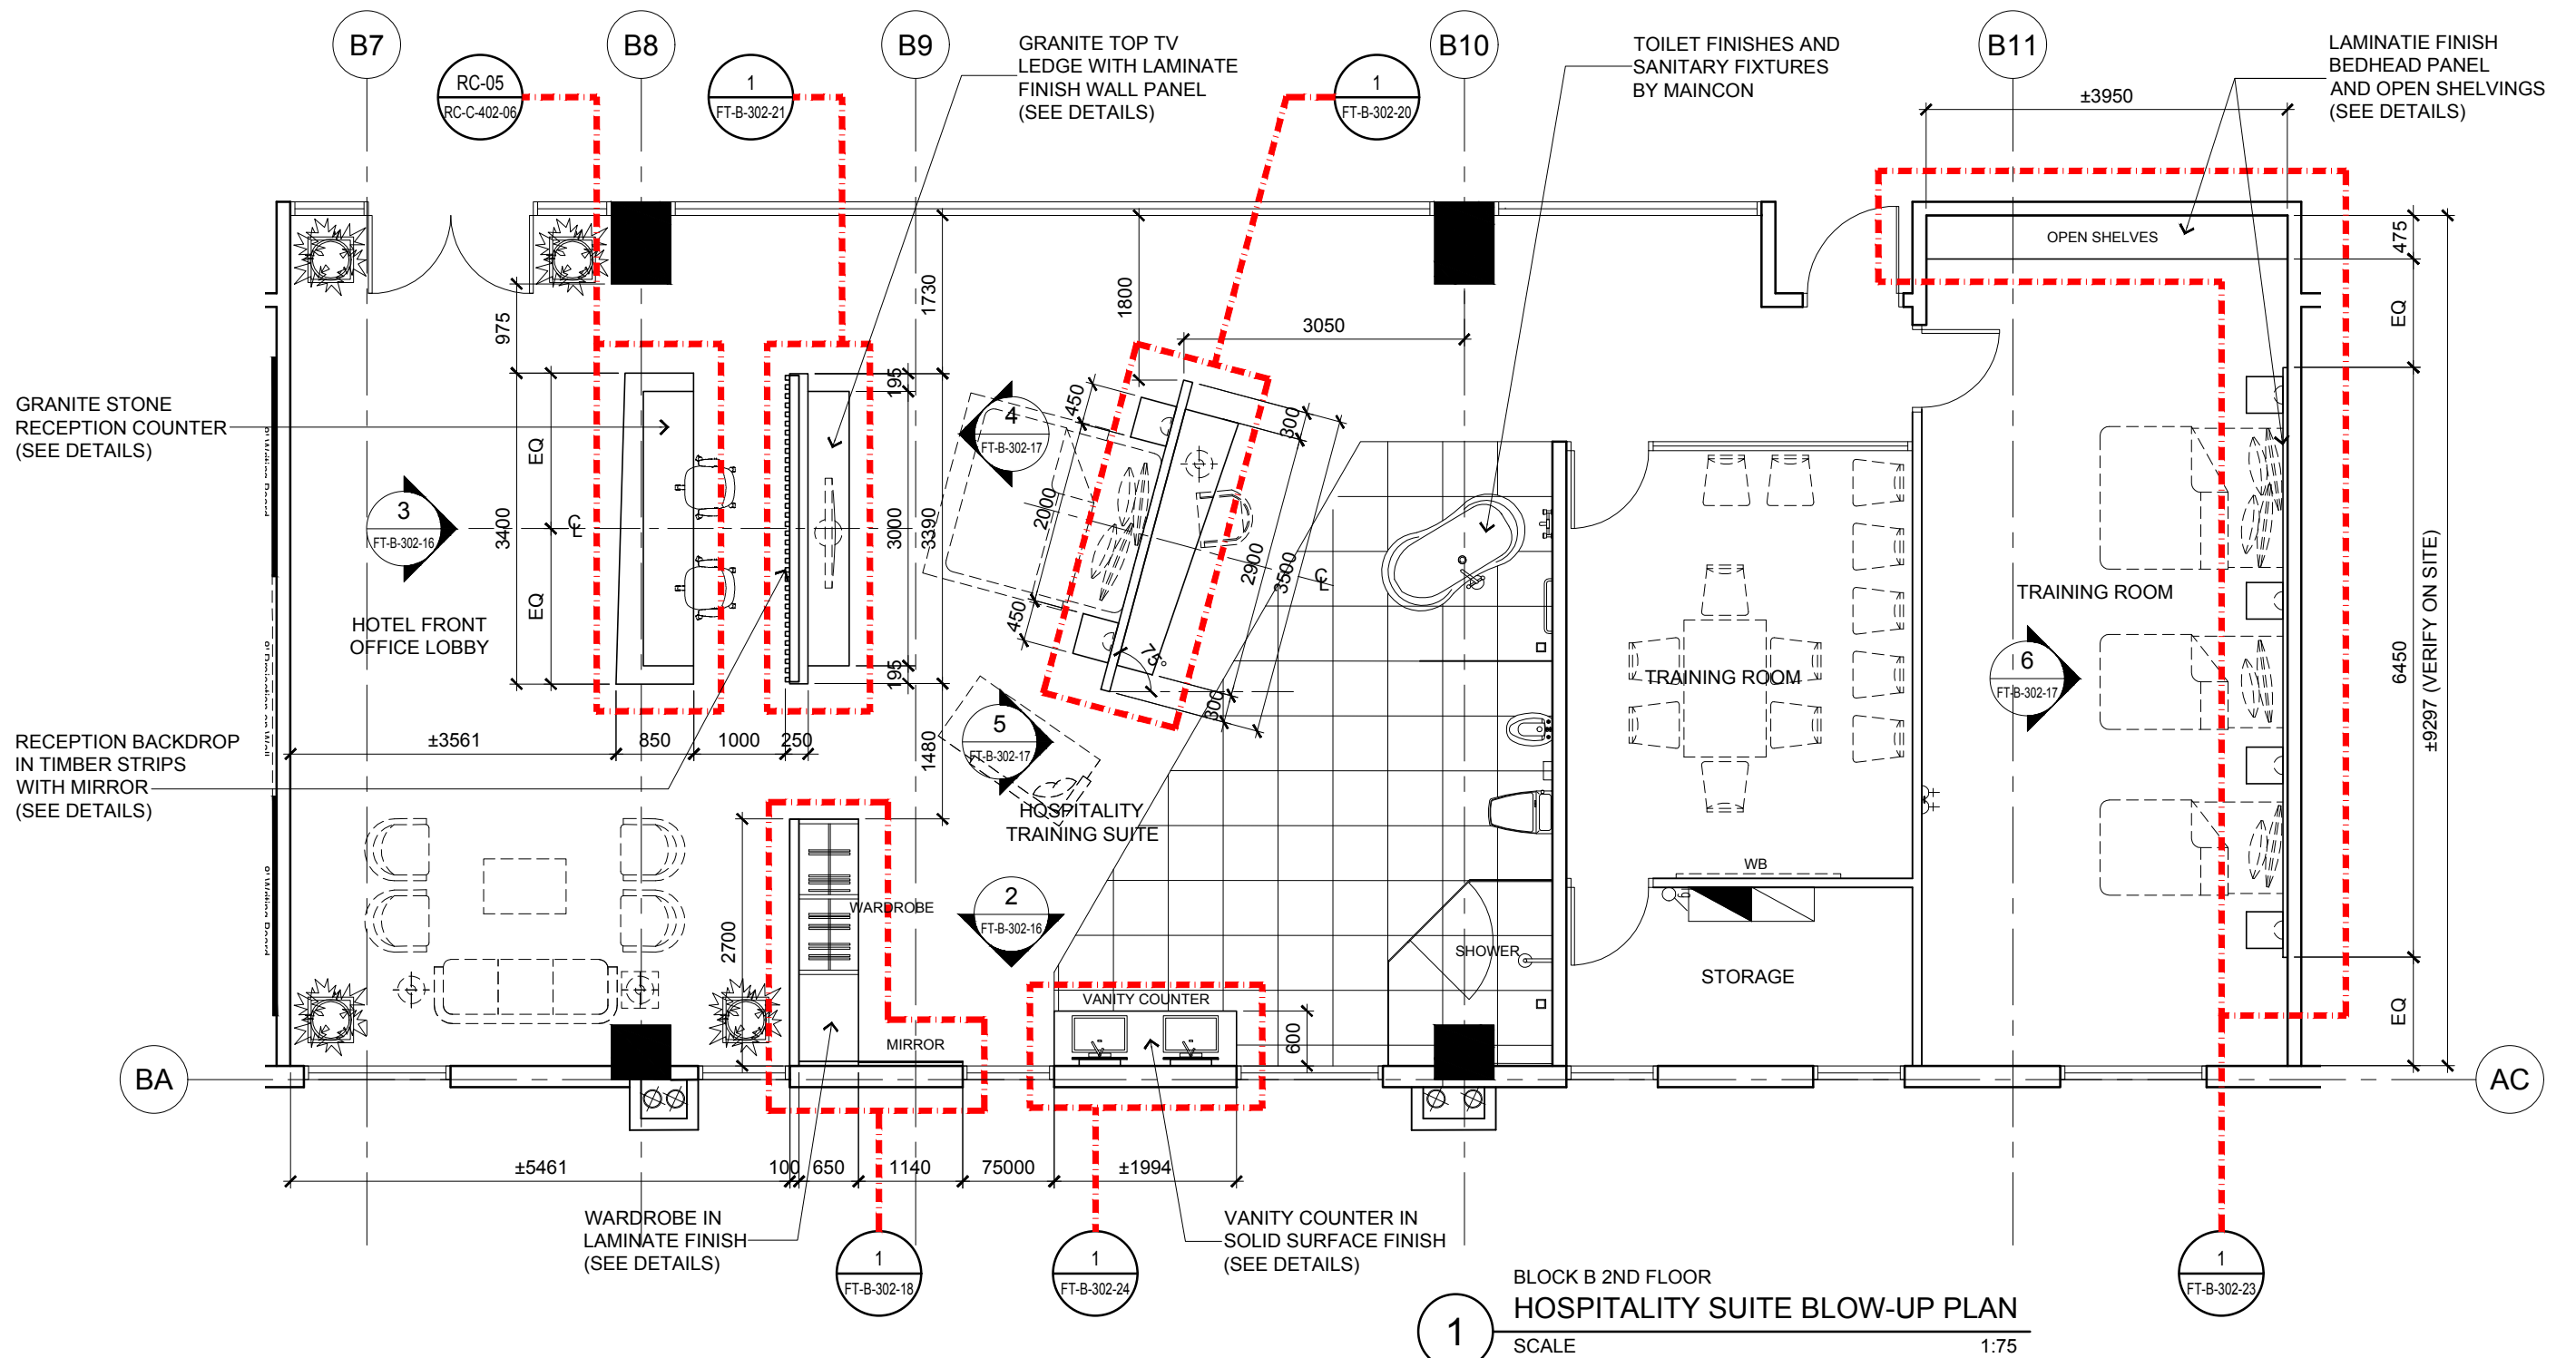 B7
B8
B9
B10
B11
RC-05
RC-C-402-06
1
FT-B-302-21
GRANITE TOP TV
LEDGE WITH LAMINATE
FINISH WALL PANEL
(SEE DETAILS)
1
FT-B-302-20
TOILET FINISHES AND
SANITARY FIXTURES
BY MAINCON
LAMINATIE FINISH
BEDHEAD PANEL
AND OPEN SHELVINGS
(SEE DETAILS)
±3950
OPEN SHELVES
475
EQ
6450
EQ
±9297 (VERIFY ON SITE)
975
1730
1800
3050
GRANITE STONE
RECEPTION COUNTER
(SEE DETAILS)
3
FT-B-302-16
HOTEL FRONT
OFFICE LOBBY
3400
EQ
EQ
CL
195
3000
3390
195
4
FT-B-302-17
450
2000
450
300
2900
3500
300
75°
CL
TRAINING ROOM
TRAINING ROOM
6
FT-B-302-17
RECEPTION BACKDROP
IN TIMBER STRIPS
WITH MIRROR
(SEE DETAILS)
±3561
850
1000
250
1480
5
FT-B-302-17
HOSPITALITY
TRAINING SUITE
2700
WARDROBE
2
FT-B-302-16
WB
SHOWER
STORAGE
VANITY COUNTER
MIRROR
600
BA
AC
±5461
100
650
1140
75000
±1994
WARDROBE IN
LAMINATE FINISH
(SEE DETAILS)
1
FT-B-302-18
1
FT-B-302-24
VANITY COUNTER IN
SOLID SURFACE FINISH
(SEE DETAILS)
1
FT-B-302-23
BLOCK B 2ND FLOOR
1
HOSPITALITY SUITE BLOW-UP PLAN
SCALE
1:75